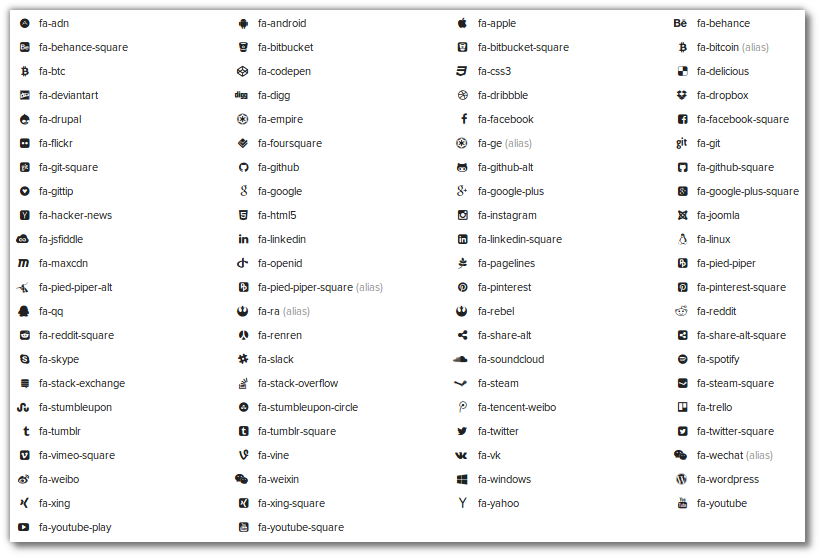 fa-adn fa-android fa-apple fa-behance
fa-behance-square fa-bitbucket fa-bitbucket-square fa-bitcoin (alias)
fa-btc fa-codepen fa-css3 fa-delicious
fa-deviantart fa-digg fa-dribbble fa-dropbox
fa-drupal fa-empire fa-facebook fa-facebook-square
fa-flickr fa-foursquare fa-ge (alias) fa-git
fa-git-square fa-github fa-github-alt fa-github-square
fa-gittip fa-google fa-google-plus fa-google-plus-square
fa-hacker-news fa-html5 fa-instagram fa-joomla
fa-jsfiddle fa-linkedin fa-linkedin-square fa-linux
fa-maxcdn fa-openid fa-pagelines fa-pied-piper
fa-pied-piper-alt fa-pied-piper-square (alias) fa-pinterest fa-pinterest-square
fa-qq fa-ra (alias) fa-rebel fa-reddit
fa-reddit-square fa-renren fa-share-alt fa-share-alt-square
fa-skype fa-slack fa-soundcloud fa-spotify
fa-stack-exchange fa-stack-overflow fa-steam fa-steam-square
fa-stumbleupon fa-stumbleupon-circle fa-tencent-weibo fa-trello
fa-tumblr fa-tumblr-square fa-twitter fa-twitter-square
fa-vimeo-square fa-vine fa-vk fa-wechat (alias)
fa-weibo fa-weixin fa-windows fa-wordpress
fa-xing fa-xing-square fa-yahoo fa-youtube
fa-youtube-play fa-youtube-square